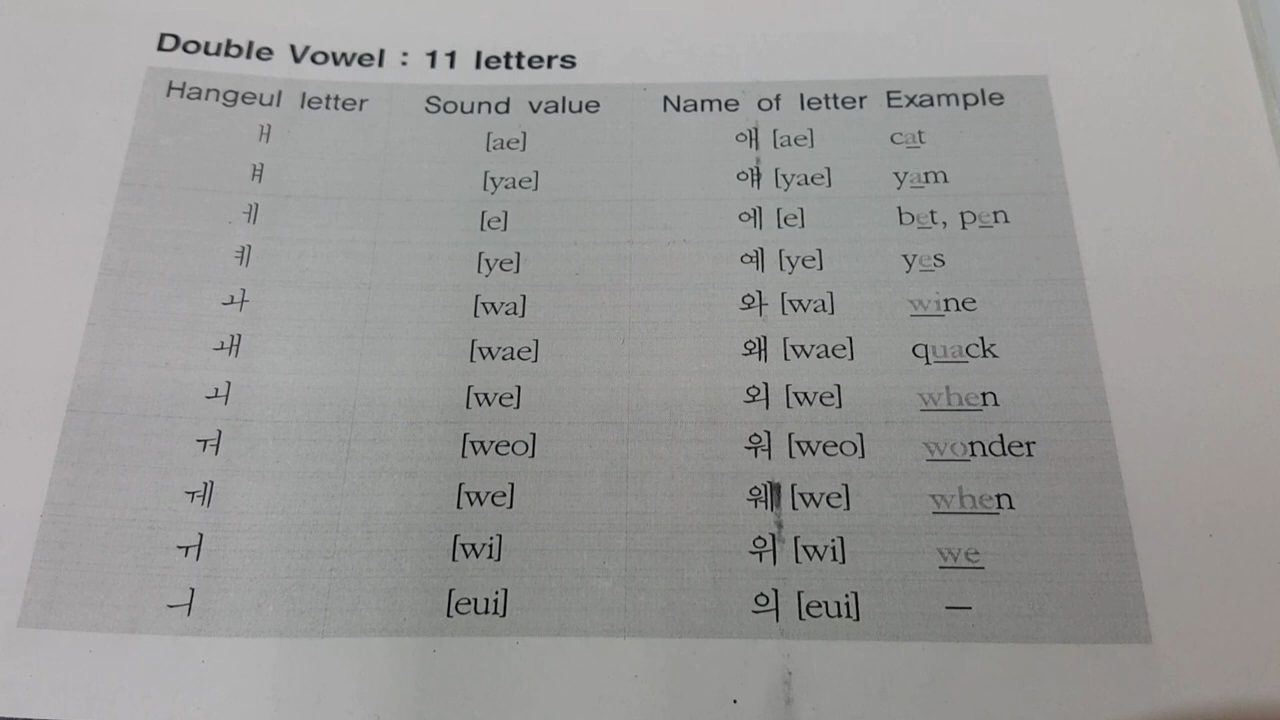 Double Vowel : 11 letters
Hangeul letter Sound value Name of letter Example
ㅐ [ae] 애 [ae] cat
ㅒ [yae] 얘 [yae] yam
ㅔ [e] 에 [e] bet, pen
ㅖ [ye] 예 [ye] yes
ㅘ [wa] 와 [wa] wine
ㅙ [wae] 왜 [wae] quack
ㅚ [we] 외 [we] when
ㅝ [weo] 워 [weo] wonder
ㅞ [we] 웨 [we] when
ㅟ [wi] 위 [wi] we
ㅢ [eui] 의 [eui] —